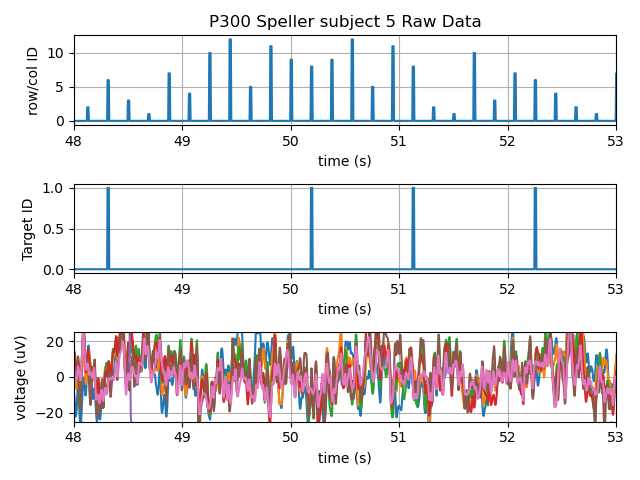 P300 Speller subject 5 Raw Data
row/col ID
10
5
0
48 49 50 51 52 53
time (s)
Target ID
1.0
0.5
0.0
48 49 50 51 52 53
time (s)
voltage (uV)
20
0
−20
48 49 50 51 52 53
time (s)